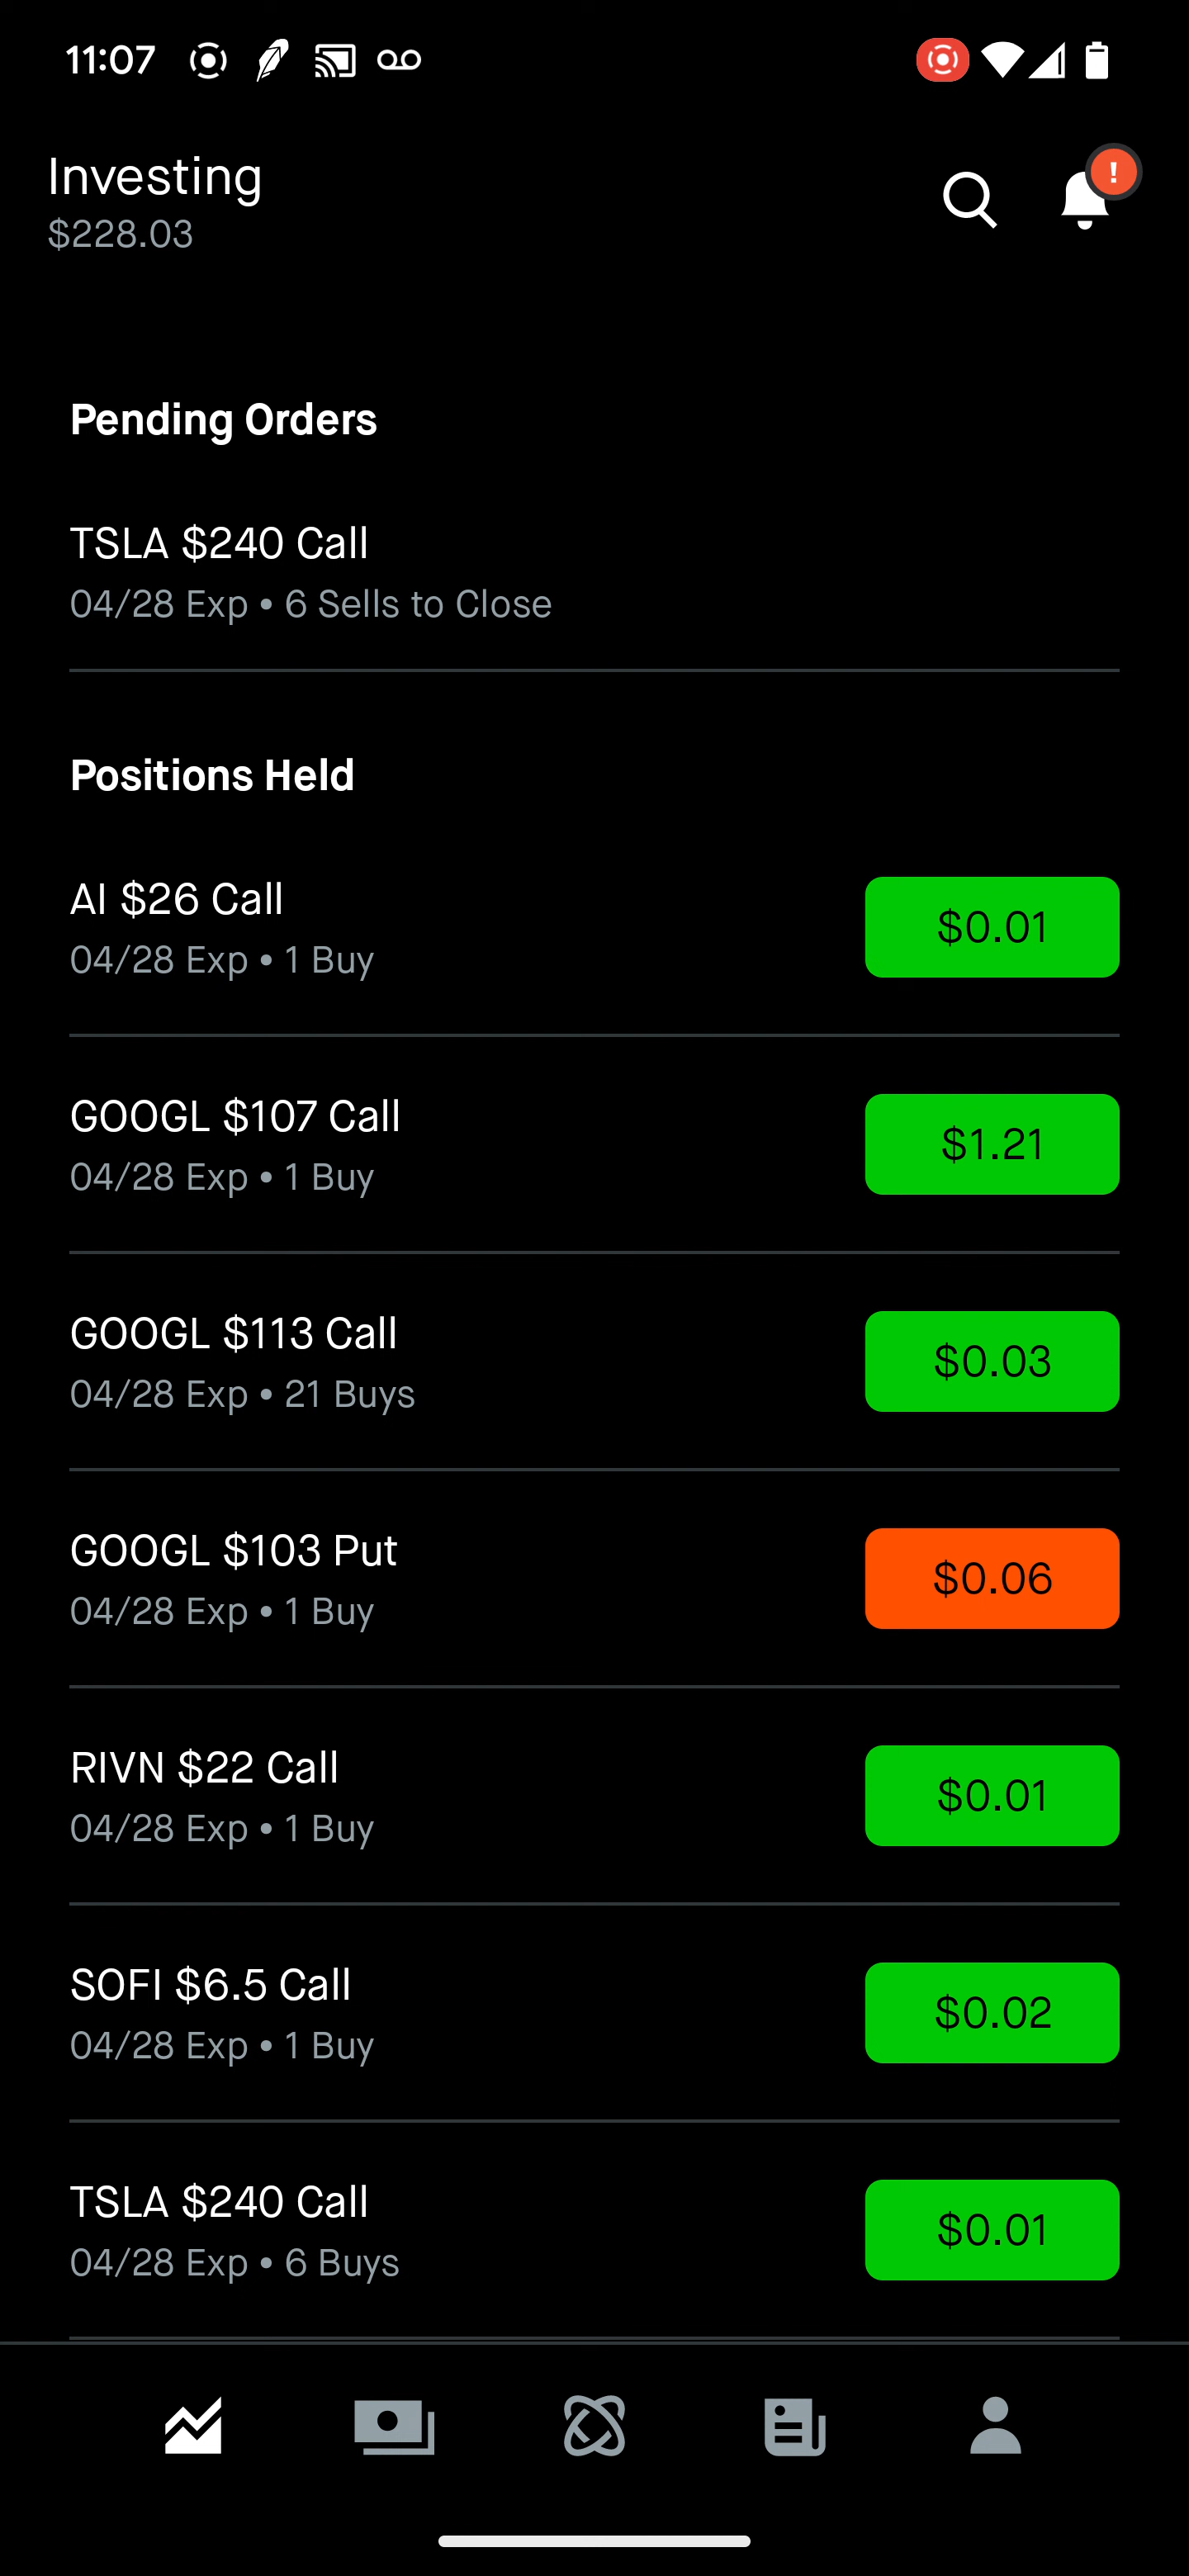 11:07
Investing
$228.03
!
Pending Orders
TSLA $240 Call
04/28 Exp • 6 Sells to Close
Positions Held
AI $26 Call
04/28 Exp • 1 Buy
$0.01
GOOGL $107 Call
04/28 Exp • 1 Buy
$1.21
GOOGL $113 Call
04/28 Exp • 21 Buys
$0.03
GOOGL $103 Put
04/28 Exp • 1 Buy
$0.06
RIVN $22 Call
04/28 Exp • 1 Buy
$0.01
SOFI $6.5 Call
04/28 Exp • 1 Buy
$0.02
TSLA $240 Call
04/28 Exp • 6 Buys
$0.01